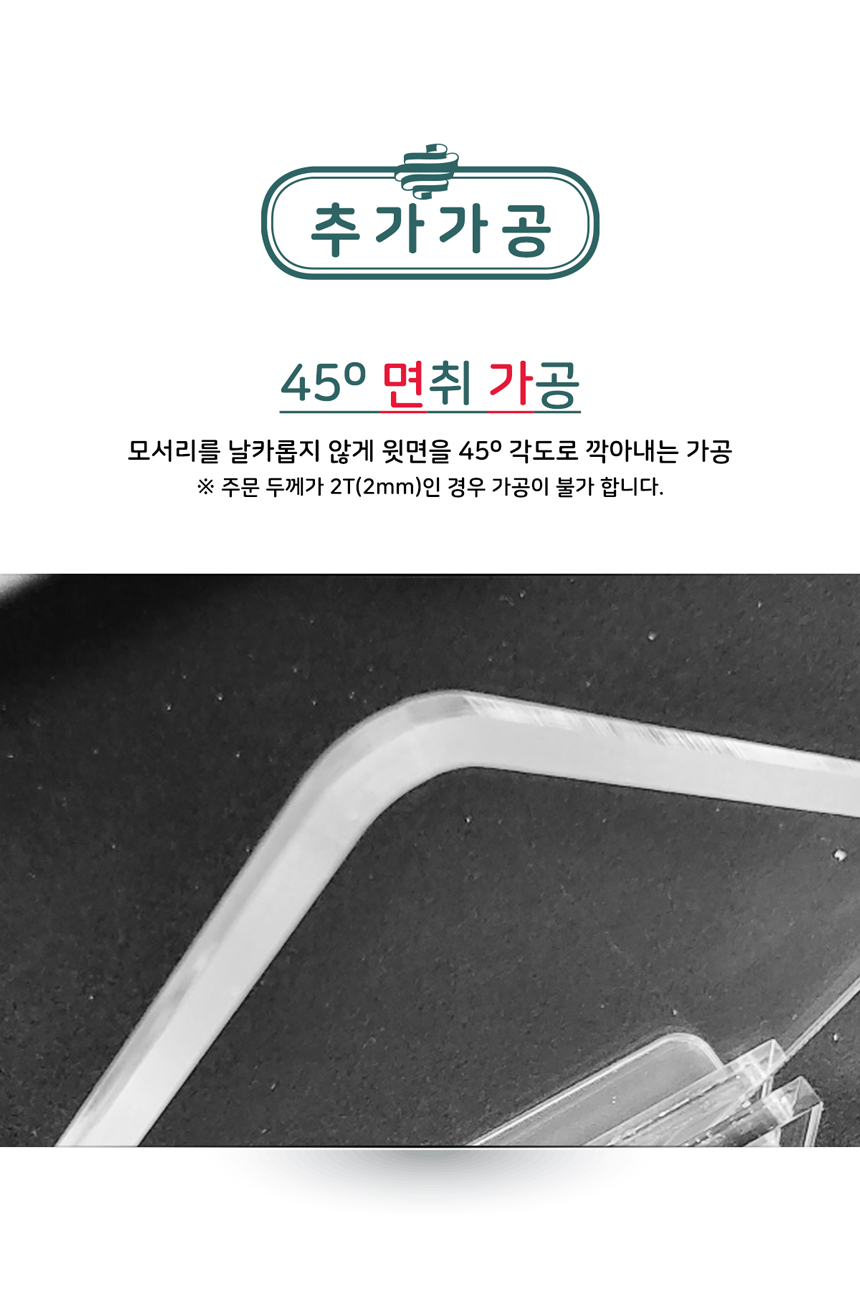 추가가공
45º 면취 가공
모서리를 날카롭지 않게 윗면을 45º 각도로 깍아내는 가공
※ 주문 두께가 2T(2mm)인 경우 가공이 불가 합니다.